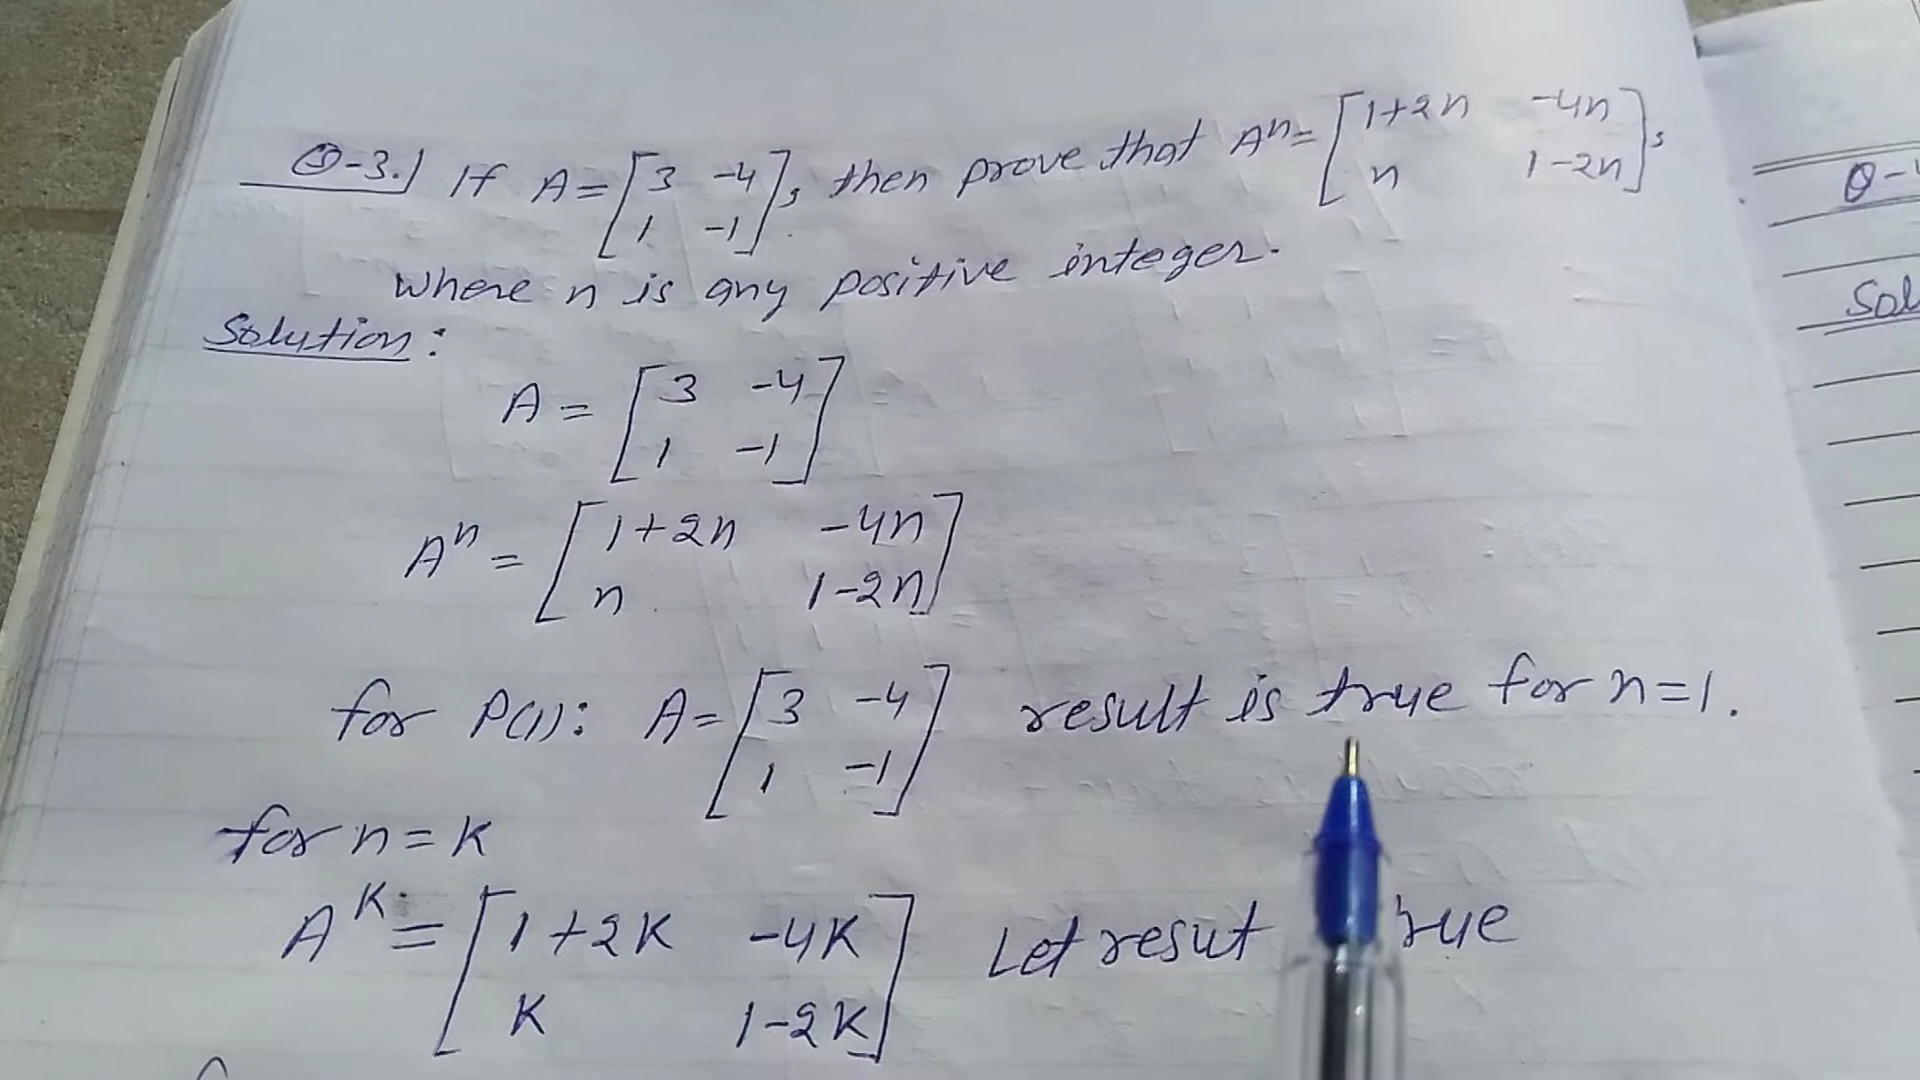 Q-3.) If A = [3 -4
1 -1], then prove that Aⁿ = [1+2n -4n
n 1-2n],
where n is any positive integer.
Solution:
A = [3 -4
1 -1]
Aⁿ = [1+2n -4n
n 1-2n]
for P(1): A = [3 -4
1 -1] result is true for n=1.
for n = K
Aᴷ = [1+2K -4K
K 1-2K] Let resut
Q-
Sol